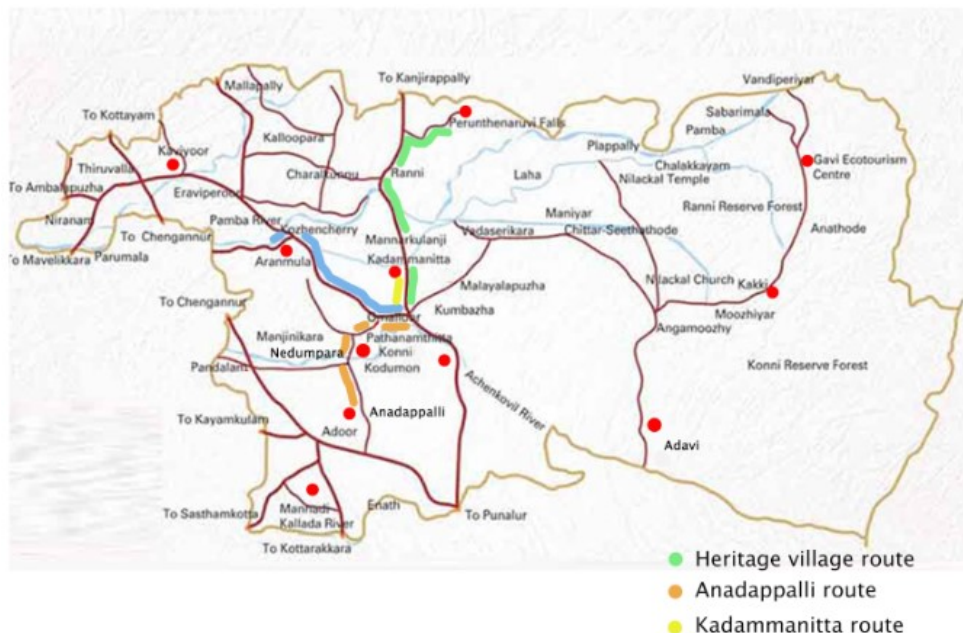 To Kanjirappally
Vandiperiyar
Mallapally
Sabarimala
To Kottayam
Perunthenaruvi Falls
Pamba
Kalloopara
Plappally
Kaviyoor
Gavi Ecotourism
Centre
Thiruvalla
Charalkunnu
Ranni
Laha
Chalakkayam
Nilackal Temple
To Ambalapuzha
Eraviperoor
Ranni Reserve Forest
Niranam
Pamba River
Maniyar
Kozhencherry
Vadaserikara
Chittar-Seethathode
Anathode
To Chengannur
Mannarkulanji
To Mavelikkara
Parumala
Aranmula
Kadammanitta
Malayalapuzha
Nilackal Church
Kakki
To Chengannur
Kumbazha
Moozhiyar
Angamoozhy
Manjinikara
Pathanamthitta
Nedumpara
Konni
Pandalam
Kodumon
Konni Reserve Forest
Achenkovil River
To Kayamkulam
Anadappalli
Adoor
Adavi
Mannadi
Enath
To Sasthamkotta
Kallada River
To Punalur
To Kottarakkara
Heritage village route
Anadappalli route
Kadammanitta route